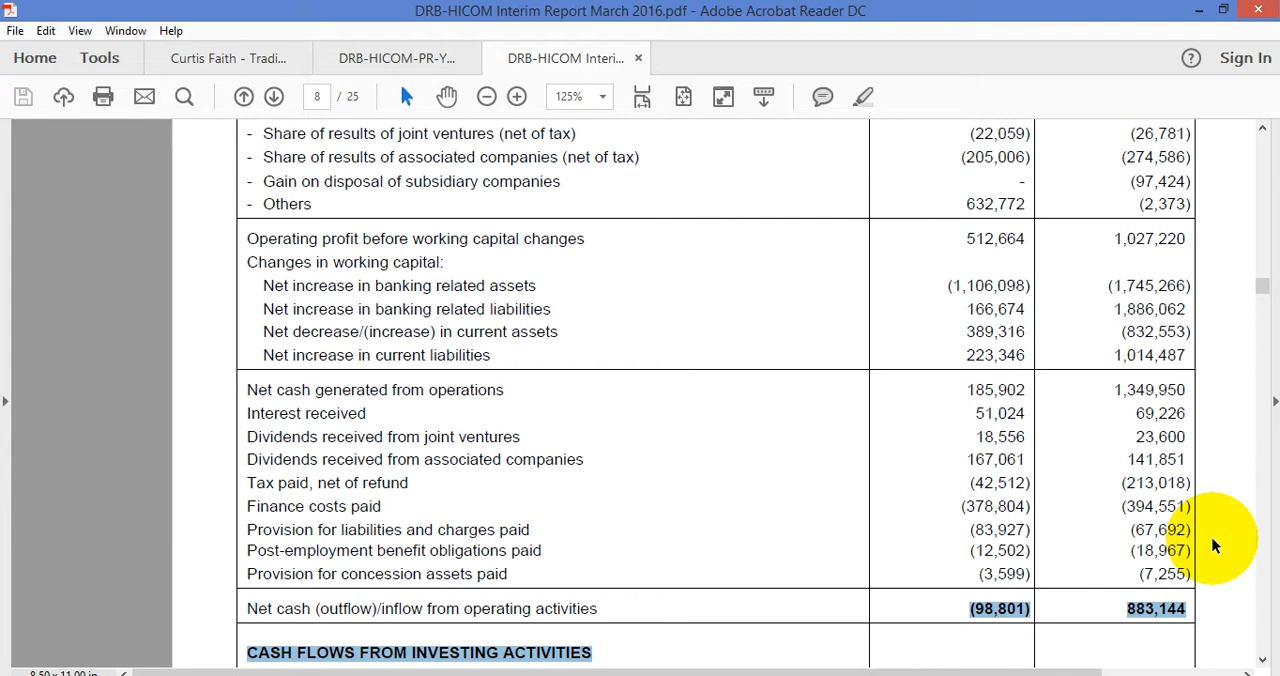 DRB-HICOM Interim Report March 2016.pdf - Adobe Acrobat Reader DC
File Edit View Window Help
Home Tools Curtis Faith - Tradi... DRB-HICOM-PR-Y... DRB-HICOM Interi... × ? Sign In
8 / 25 125%
- Share of results of joint ventures (net of tax) (22,059) (26,781)
- Share of results of associated companies (net of tax) (205,006) (274,586)
- Gain on disposal of subsidiary companies - (97,424)
- Others 632,772 (2,373)
Operating profit before working capital changes 512,664 1,027,220
Changes in working capital:
Net increase in banking related assets (1,106,098) (1,745,266)
Net increase in banking related liabilities 166,674 1,886,062
Net decrease/(increase) in current assets 389,316 (832,553)
Net increase in current liabilities 223,346 1,014,487
Net cash generated from operations 185,902 1,349,950
Interest received 51,024 69,226
Dividends received from joint ventures 18,556 23,600
Dividends received from associated companies 167,061 141,851
Tax paid, net of refund (42,512) (213,018)
Finance costs paid (378,804) (394,551)
Provision for liabilities and charges paid (83,927) (67,692)
Post-employment benefit obligations paid (12,502) (18,967)
Provision for concession assets paid (3,599) (7,255)
Net cash (outflow)/inflow from operating activities (98,801) 883,144
CASH FLOWS FROM INVESTING ACTIVITIES
8.50 x 11.00 in